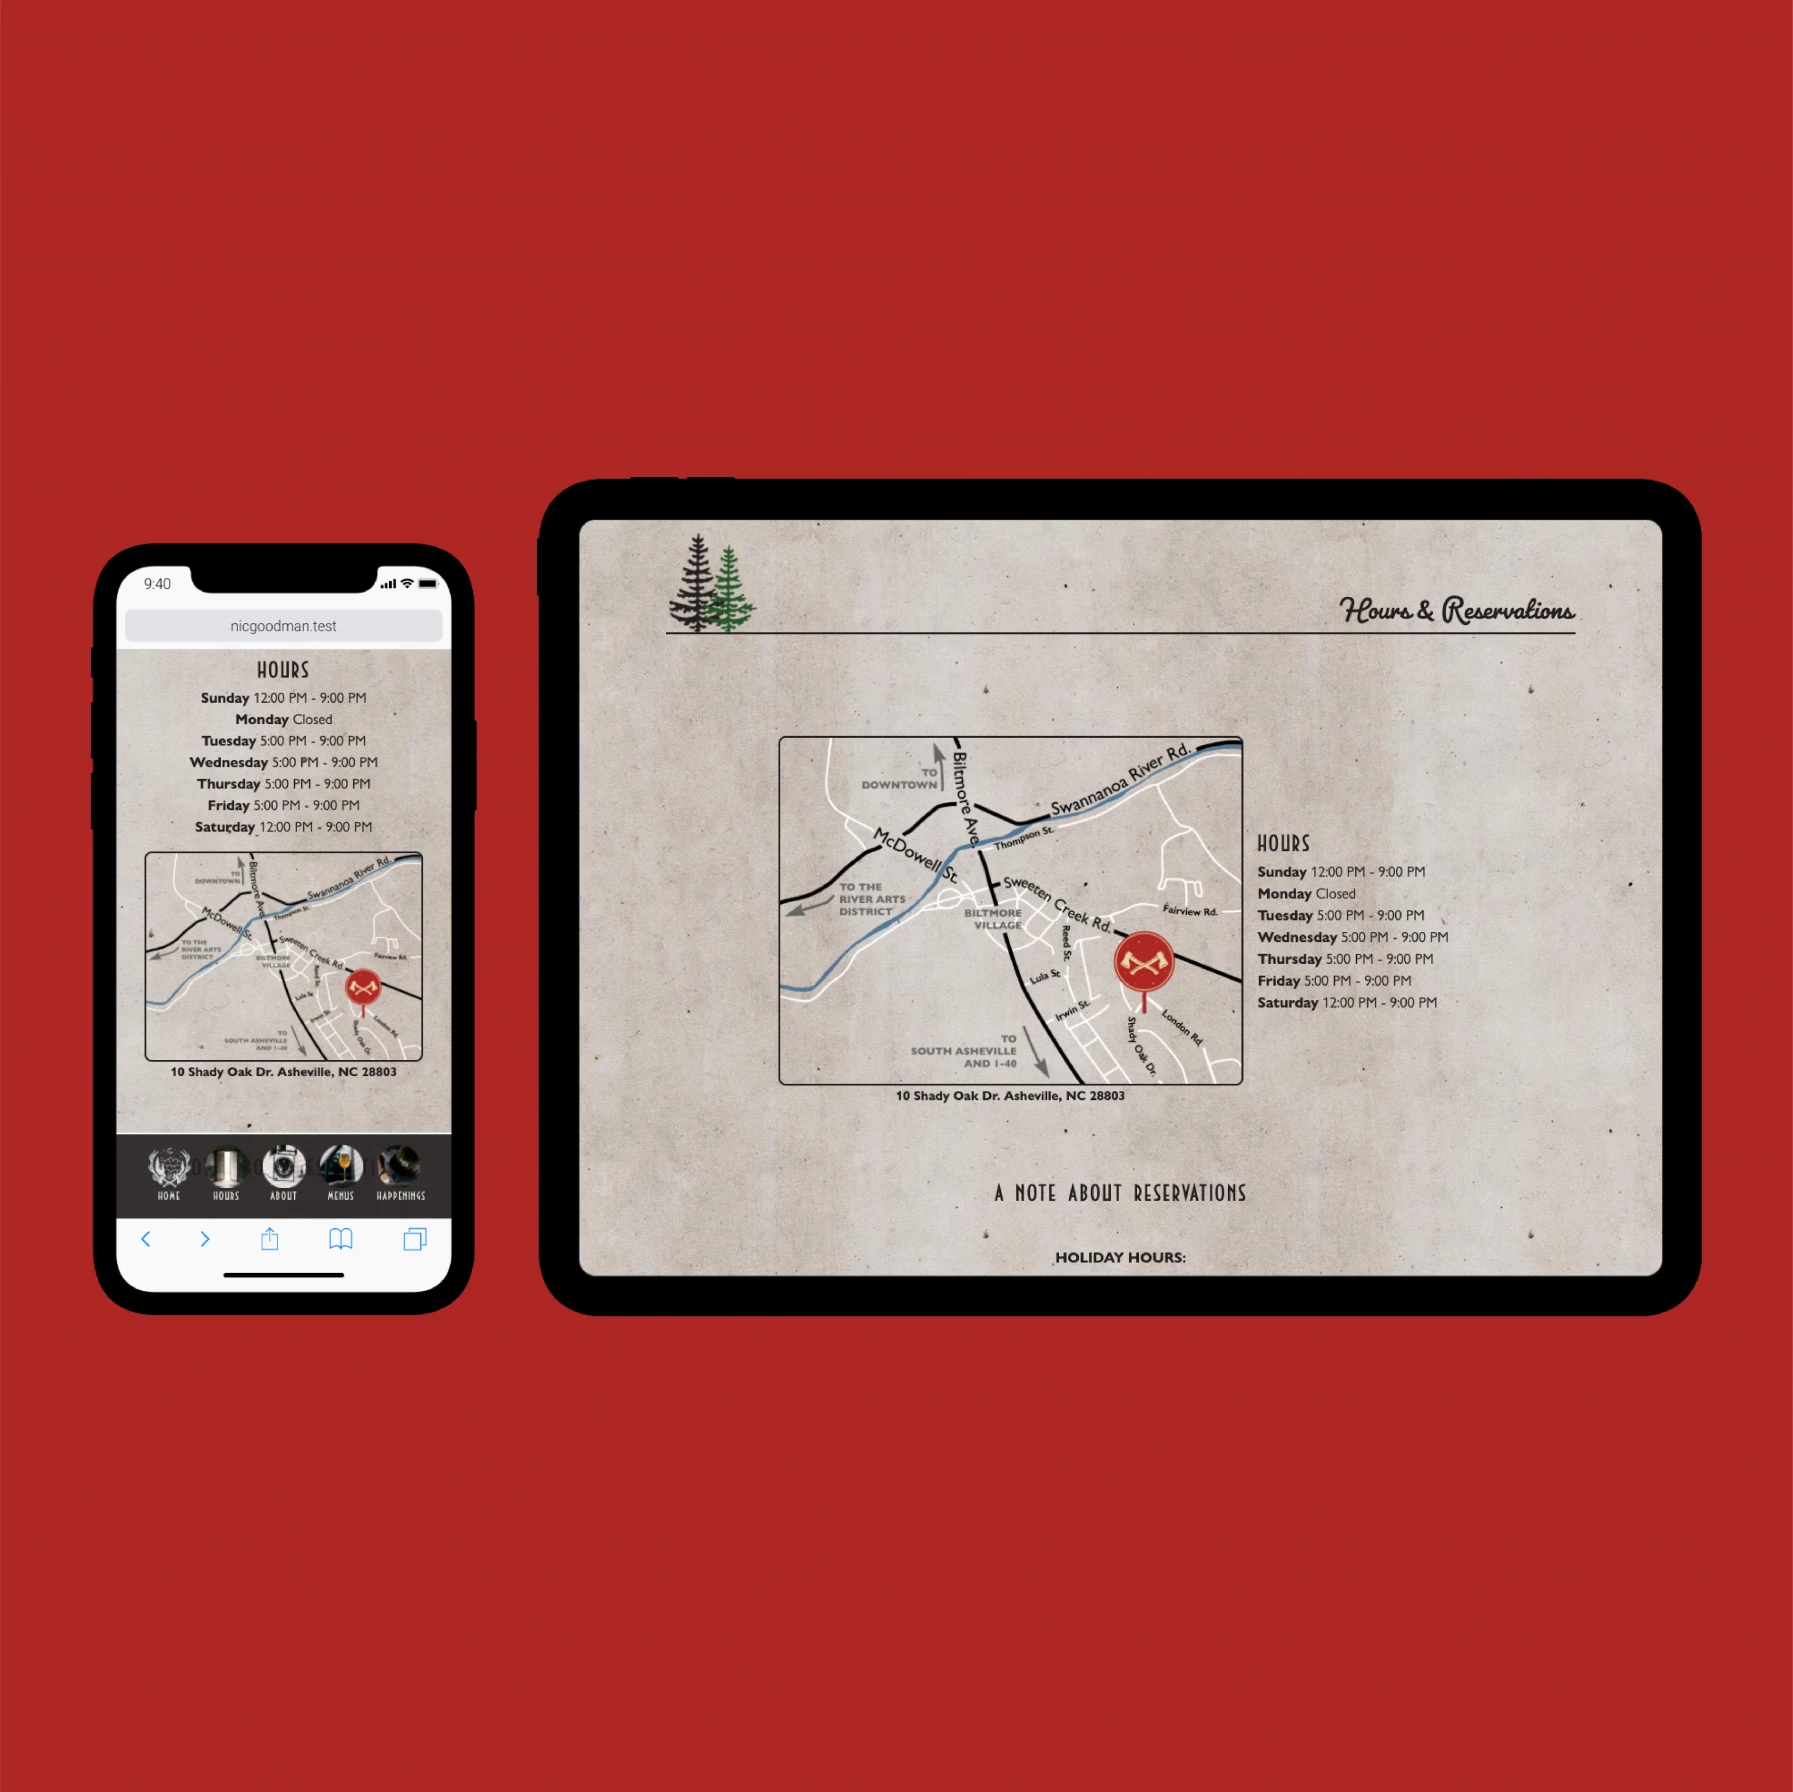 9:40
nicgoodman.test
HOURS
Sunday 12:00 PM - 9:00 PM
Monday Closed
Tuesday 5:00 PM - 9:00 PM
Wednesday 5:00 PM - 9:00 PM
Thursday 5:00 PM - 9:00 PM
Friday 5:00 PM - 9:00 PM
Saturday 12:00 PM - 9:00 PM
TO
DOWNTOWN
Biltmore Ave.
Swannanoa River Rd.
Thompson St.
McDowell St.
TO THE
RIVER ARTS
DISTRICT
Sweeten Creek Rd.
BILTMORE
VILLAGE
Fairview Rd.
Reed St.
Lula St.
Irwin St.
Shady Oak Dr.
London Rd.
TO
SOUTH ASHEVILLE
AND I-40
10 Shady Oak Dr. Asheville, NC 28803
HOME
HOURS
ABOUT
MENUS
HAPPENINGS
Hours & Reservations
TO
DOWNTOWN
Biltmore Ave.
Swannanoa River Rd.
Thompson St.
McDowell St.
TO THE
RIVER ARTS
DISTRICT
Sweeten Creek Rd.
BILTMORE
VILLAGE
Fairview Rd.
Reed St.
Lula St.
Irwin St.
Shady Oak Dr.
London Rd.
TO
SOUTH ASHEVILLE
AND I-40
10 Shady Oak Dr. Asheville, NC 28803
HOURS
Sunday 12:00 PM - 9:00 PM
Monday Closed
Tuesday 5:00 PM - 9:00 PM
Wednesday 5:00 PM - 9:00 PM
Thursday 5:00 PM - 9:00 PM
Friday 5:00 PM - 9:00 PM
Saturday 12:00 PM - 9:00 PM
A NOTE ABOUT RESERVATIONS
HOLIDAY HOURS: